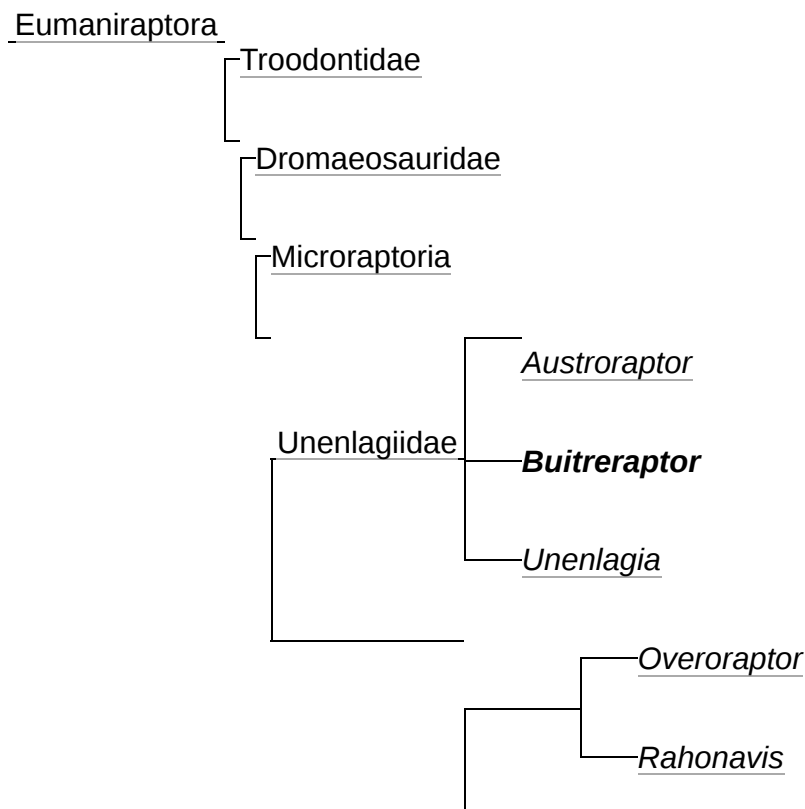 Eumaniraptora
Troodontidae
Dromaeosauridae
Microraptoria
Austroraptor
Unenlagiidae
Buitreraptor
Unenlagia
Overoraptor
Rahonavis